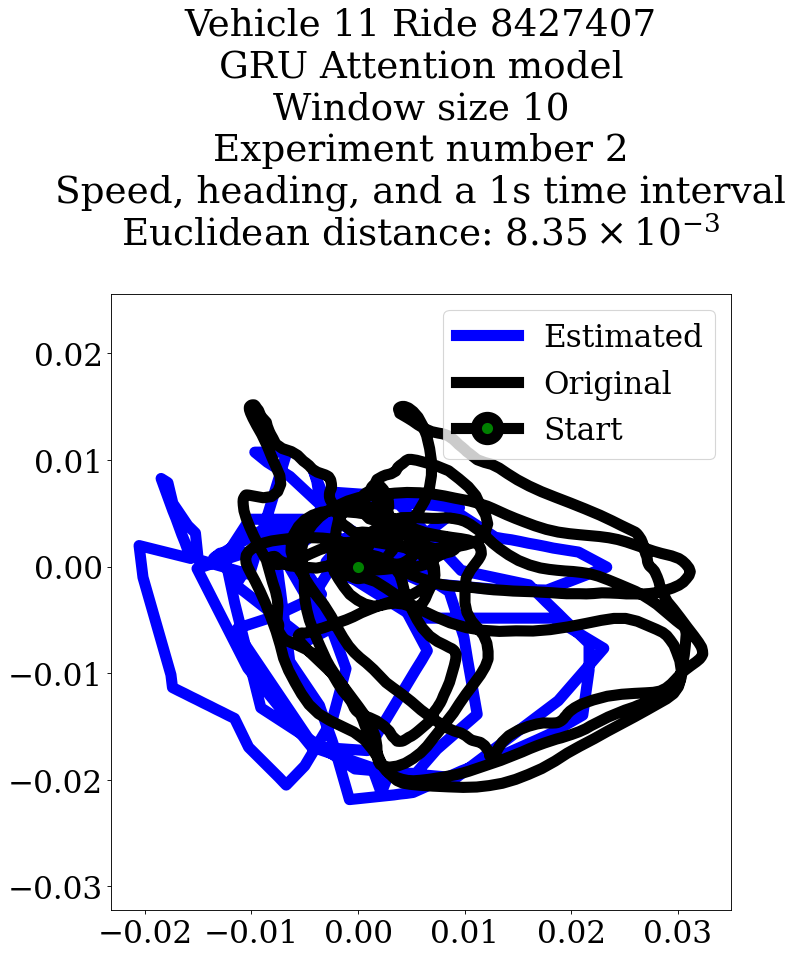 Vehicle 11 Ride 8427407
GRU Attention model
Window size 10
Experiment number 2
Speed, heading, and a 1s time interval
Euclidean distance: 8.35 × 10⁻³
Estimated
Original
Start
0.02
0.01
0.00
−0.01
−0.02
−0.03
−0.02 −0.01 0.00 0.01 0.02 0.03